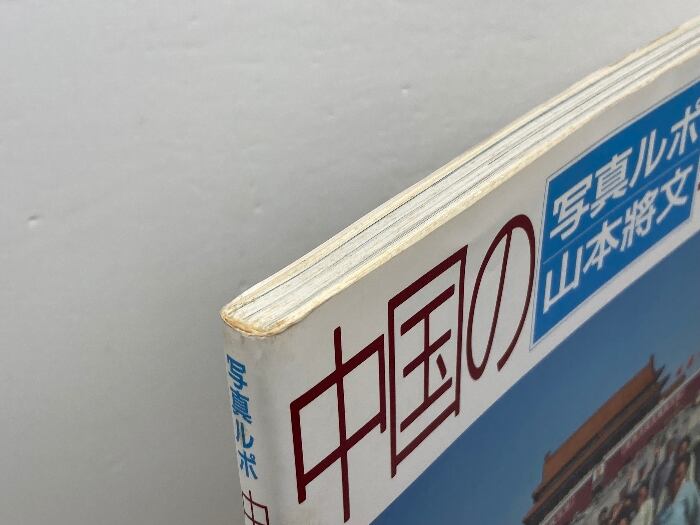 写真ルポ
山本將文
中国の
写真ルポ
中